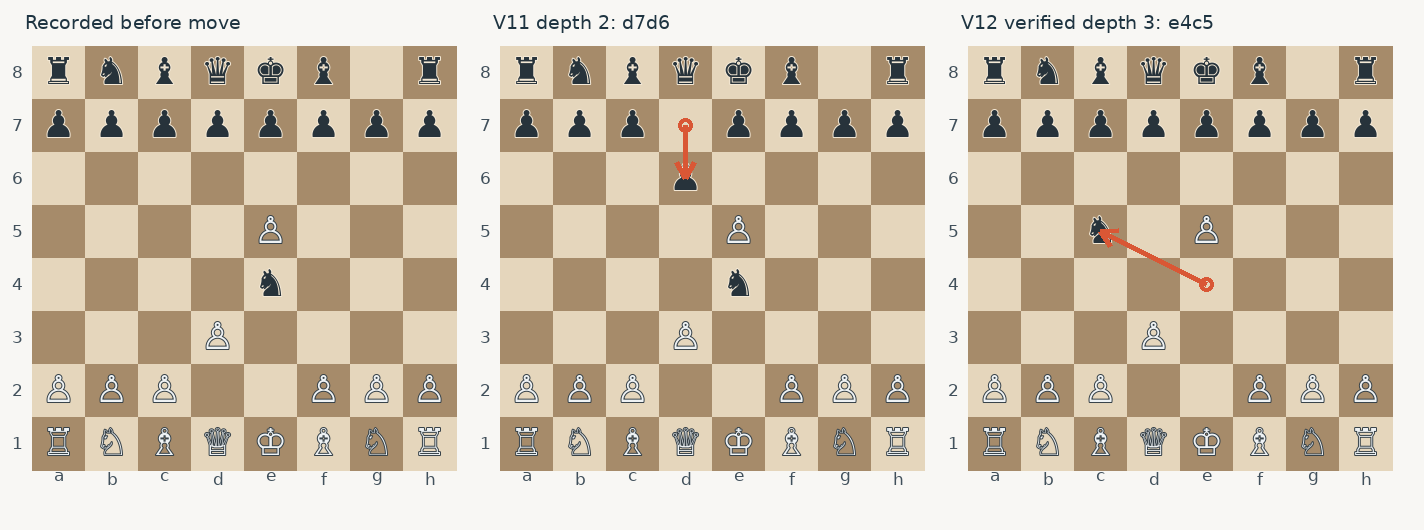 Recorded before move
V11 depth 2: d7d6
V12 verified depth 3: e4c5
8 8 8
7 7 7
6 6 6
5 5 5
4 4 4
3 3 3
2 2 2
1 1 1
a b c d e f g h a b c d e f g h a b c d e f g h